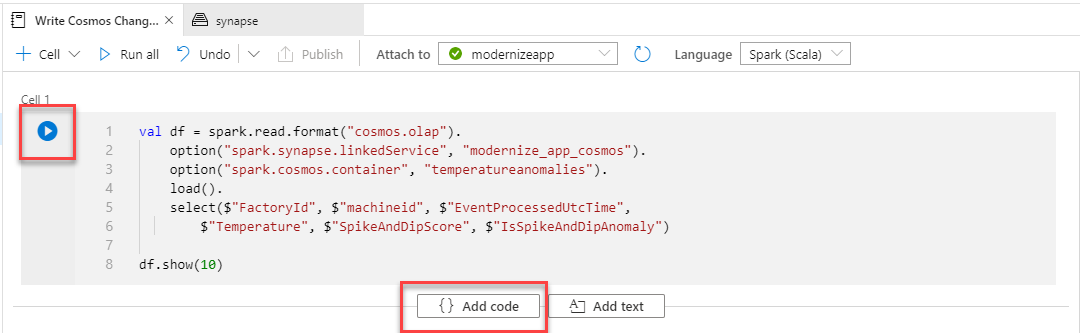 Write Cosmos Chang... × synapse
+ Cell Run all Undo Publish Attach to modernizeapp Language Spark (Scala)
Cell 1
1 val df = spark.read.format("cosmos.olap").
2 option("spark.synapse.linkedService", "modernize_app_cosmos").
3 option("spark.cosmos.container", "temperatureanomalies").
4 load().
5 select($"FactoryId", $"machineid", $"EventProcessedUtcTime",
6 $"Temperature", $"SpikeAndDipScore", $"IsSpikeAndDipAnomaly")
7
8 df.show(10)
{} Add code Add text